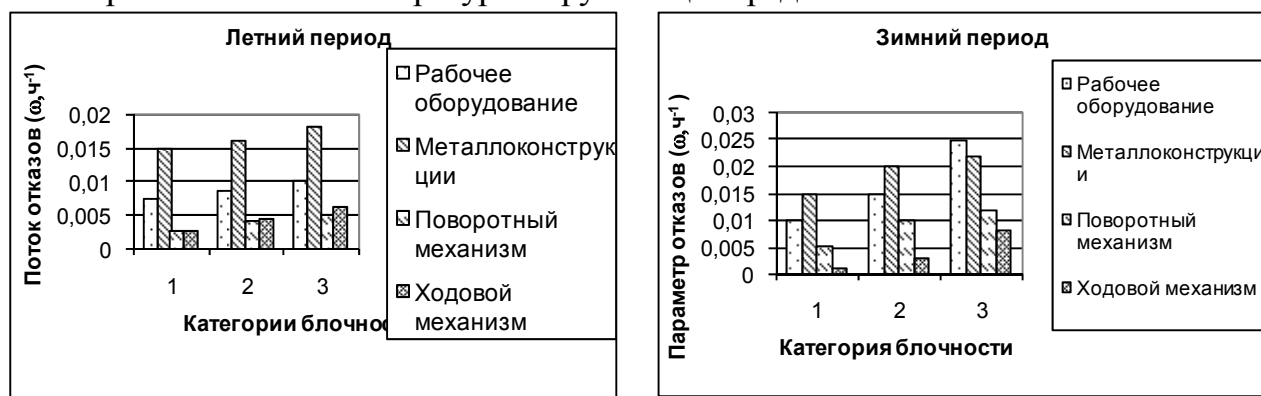 Летний период
Поток отказов (ω,ч-1)
0,02
0,015
0,01
0,005
0
1 2 3
Категории блочнос
Рабочее
оборудование
Металлоконструк
ции
Поворотный
механизм
Ходовой
механизм
Зимний период
Параметр отказов (ω,ч-1 )
0,03
0,025
0,02
0,015
0,01
0,005
0
1 2 3
Категория блочности
Рабочее
оборудование
Металлоконструкци
и
Поворотный
механизм
Ходовой механизм